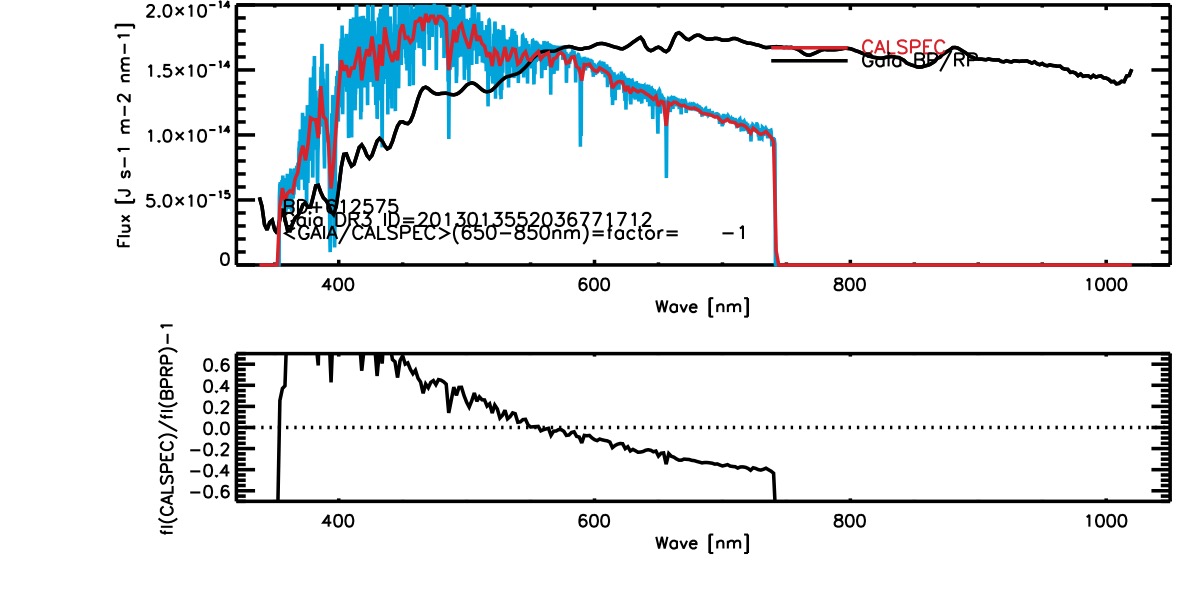 2.0×10⁻¹⁴
1.5×10⁻¹⁴
1.0×10⁻¹⁴
5.0×10⁻¹⁵
0
Flux [J s−1 m−2 nm−1]
CALSPEC
Gaia BP/RP
BD+612575
Gaia DR3 ID=2013013552036771712
<GAIA/CALSPEC>(650−850nm)=factor= −1
400 600 800 1000
Wave [nm]
fl(CALSPEC)/fl(BPRP)−1
0.6
0.4
0.2
0.0
−0.2
−0.4
−0.6
400 600 800 1000
Wave [nm]